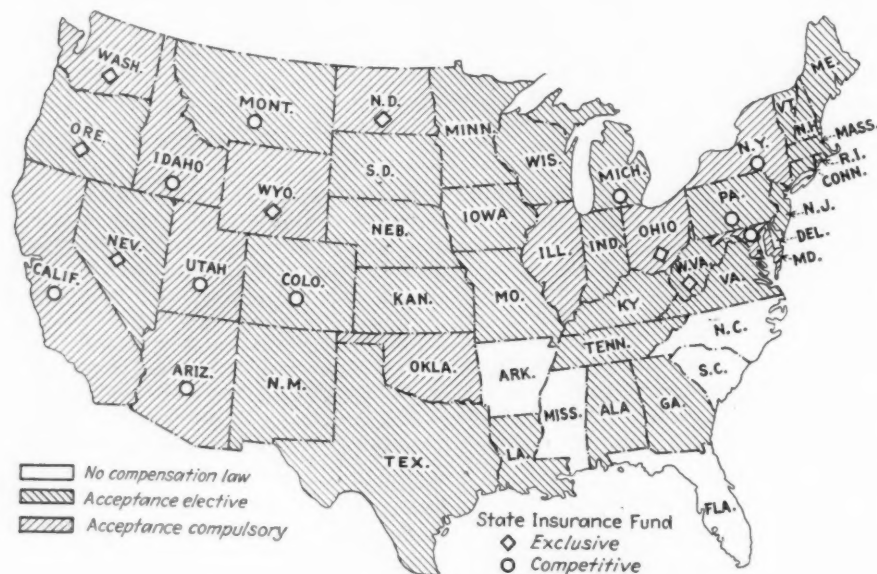 WASH.
MONT.
N.D.
MINN.
ME.
VT.
N.H.
MASS.
ORE.
IDAHO
S.D.
WIS.
MICH.
N.Y.
R.I.
CONN.
WYO.
PA.
N.J.
NEV.
NEB.
IOWA
ILL.
IND.
OHIO
DEL.
MD.
CALIF.
UTAH
COLO.
KAN.
MO.
KY
W.VA.
VA.
ARIZ.
N.M.
OKLA.
ARK.
TENN.
N.C.
S.C.
TEX.
LA.
MISS.
ALA
GA.
FLA.
No compensation law
Acceptance elective
Acceptance compulsory
State Insurance Fund
Exclusive
Competitive